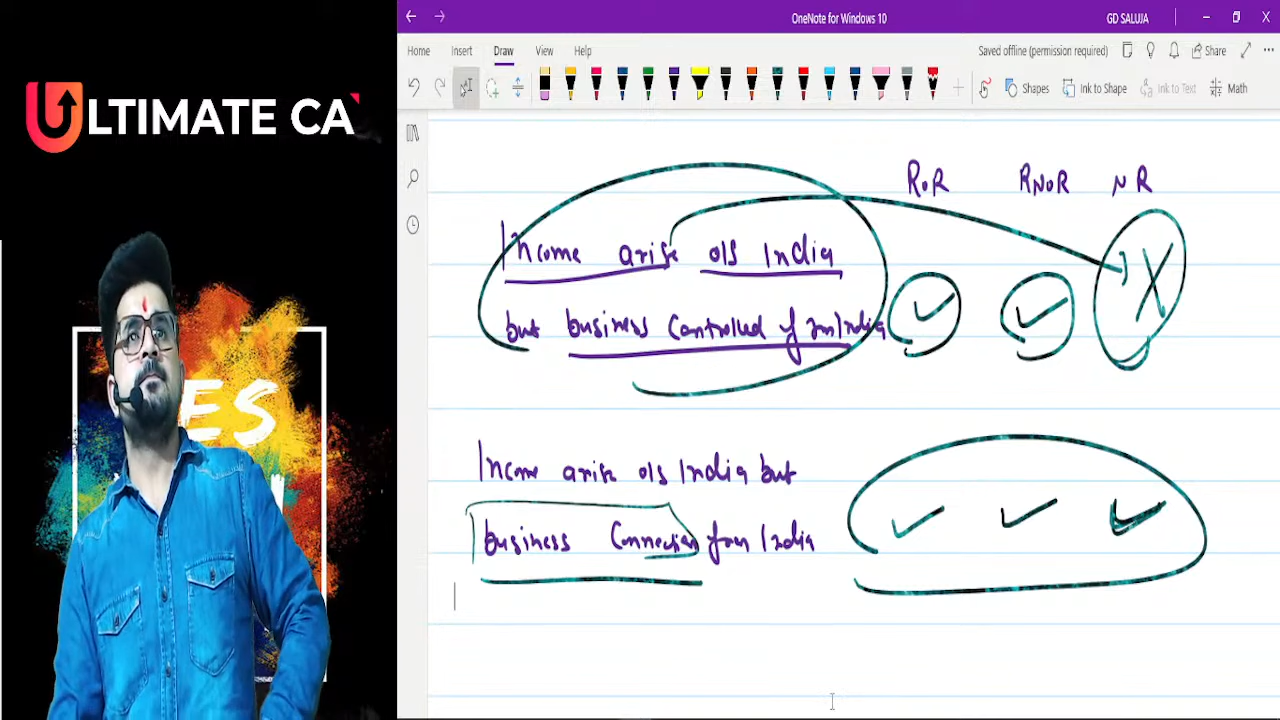 ULTIMATE CA
ES
OneNote for Windows 10
GD SALUJA
Home Insert Draw View Help
Saved offline (permission required)
Share
Shapes
Ink to Shape
Ink to Text
Math
ROR RNOR NR
Income arise o/s India
but business Controlled from India
Income arise o/s India but
business Connection from India